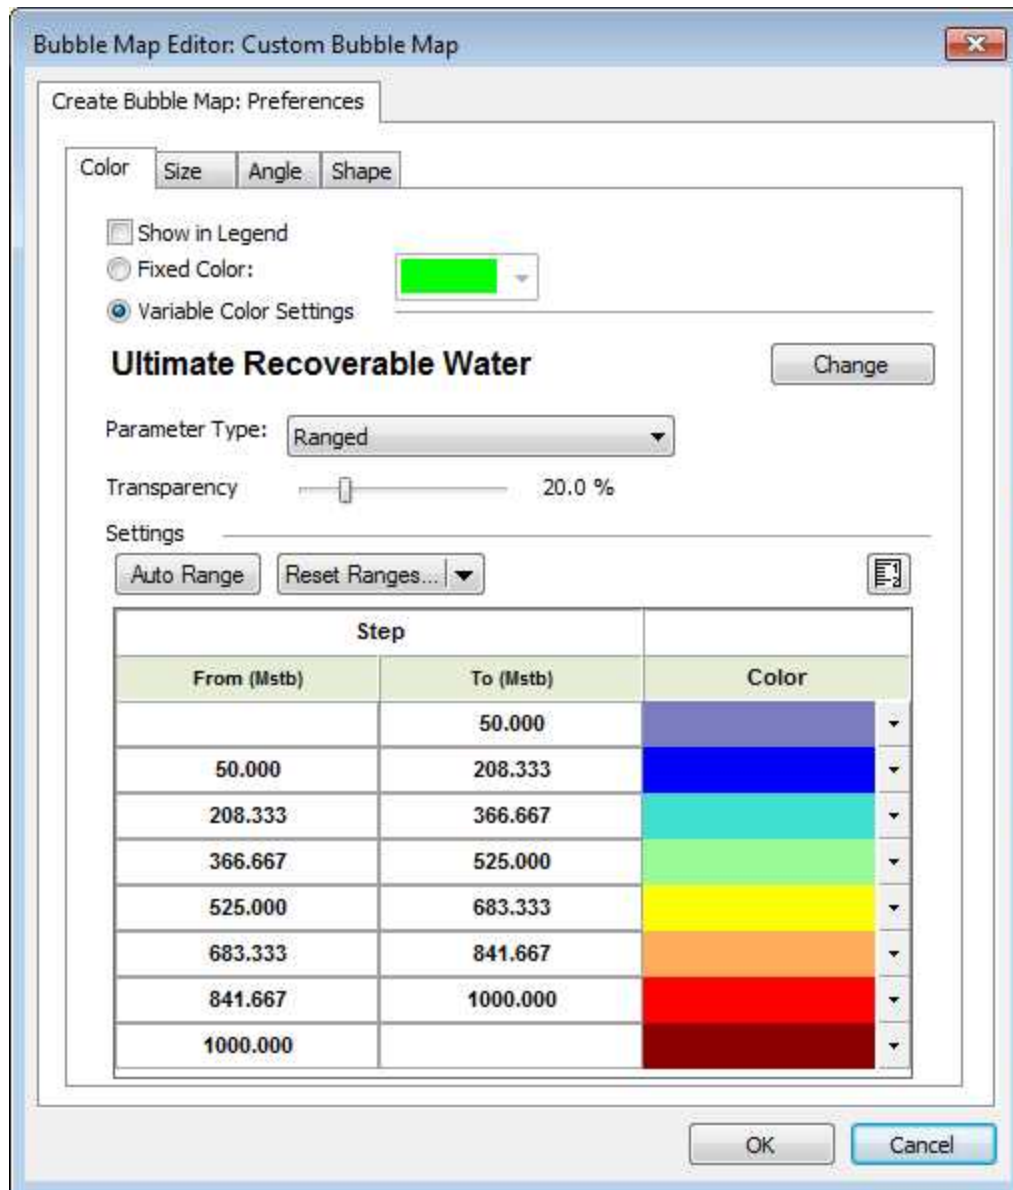 Bubble Map Editor: Custom Bubble Map
Create Bubble Map: Preferences
Color Size Angle Shape
Show in Legend
Fixed Color:
Variable Color Settings
Ultimate Recoverable Water Change
Parameter Type: Ranged
Transparency 20.0 %
Settings
Auto Range Reset Ranges...
Step
From (Mstb) To (Mstb) Color
50.000
50.000 208.333
208.333 366.667
366.667 525.000
525.000 683.333
683.333 841.667
841.667 1000.000
1000.000
OK Cancel